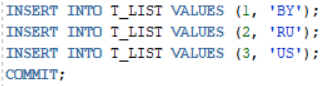 INSERT INTO T_LIST VALUES (1, 'BY');
INSERT INTO T_LIST VALUES (2, 'RU');
INSERT INTO T_LIST VALUES (3, 'US');
COMMIT;